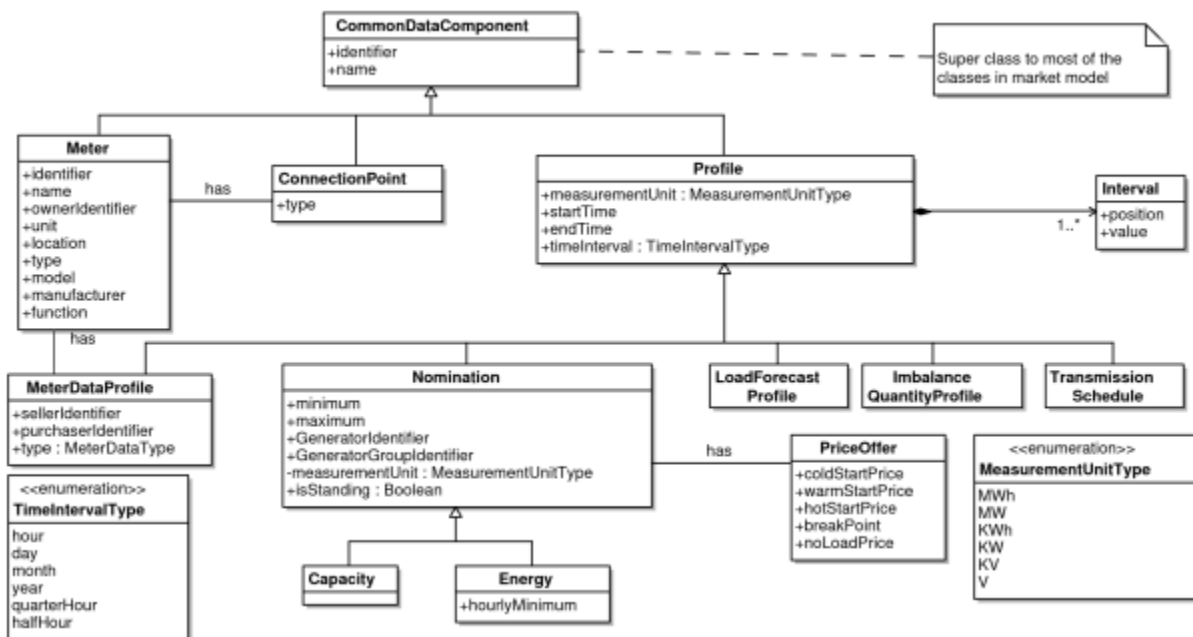 CommonDataComponent
+identifier
+name
Super class to most of the
classes in market model
Meter
+identifier
+name
+ownerIdentifier
+unit
+location
+type
+model
+manufacturer
+function
has
ConnectionPoint
+type
Profile
+measurementUnit : MeasurementUnitType
+startTime
+endTime
+timeInterval : TimeIntervalType
1..*
Interval
+position
+value
has
MeterDataProfile
+sellerIdentifier
+purchaserIdentifier
+type : MeterDataType
Nomination
+minimum
+maximum
+GeneratorIdentifier
+GeneratorGroupIdentifier
-measurementUnit : MeasurementUnitType
+isStanding : Boolean
LoadForecast
Profile
Imbalance
QuantityProfile
Transmission
Schedule
has
PriceOffer
+coldStartPrice
+warmStartPrice
+hotStartPrice
+breakPoint
+noLoadPrice
<<enumeration>>
MeasurementUnitType
MWh
MW
KWh
KW
KV
V
<<enumeration>>
TimeIntervalType
hour
day
month
year
quarterHour
halfHour
Capacity
Energy
+hourlyMinimum